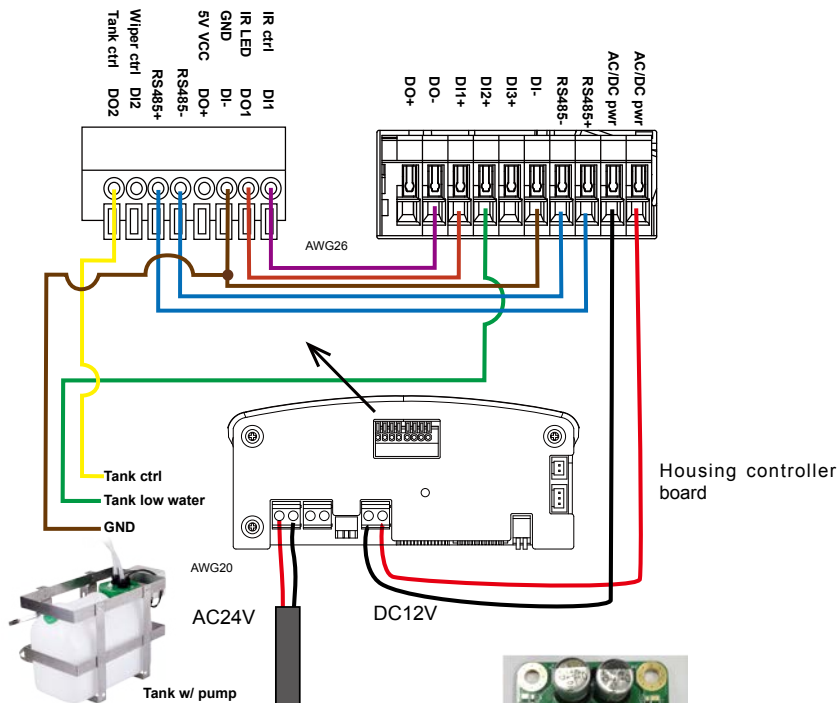 Tank ctrl DO2
Wiper ctrl DI2
RS485+
RS485-
5V VCC DO+
GND DI-
IR LED DO1
IR ctrl DI1
DO+
DO-
DI1+
DI2+
DI3+
DI-
RS485-
RS485+
AC/DC pwr
AC/DC pwr
AWG26
Tank ctrl
Tank low water
GND
Housing controller
board
AWG20
AC24V
DC12V
Tank w/ pump